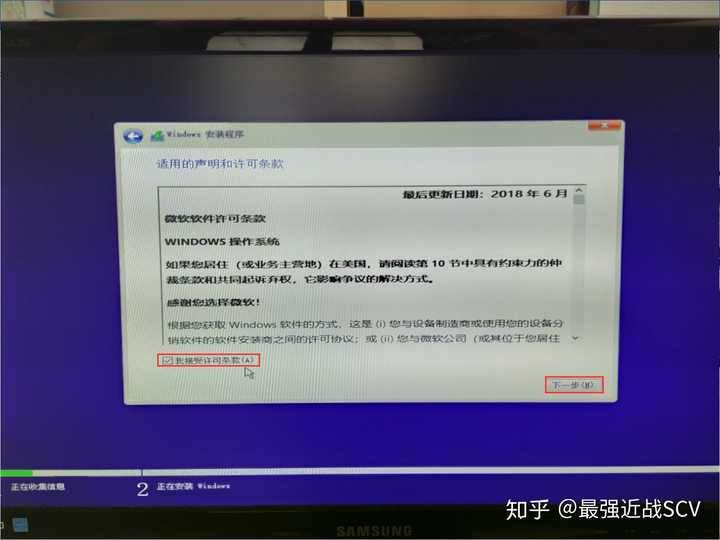 Windows 安装程序
适用的声明和许可条款
最后更新日期：2018 年 6 月
微软软件许可条款
WINDOWS 操作系统
如果您居住（或业务主营地）在美国，请阅读第 10 节中具有约束力的仲
裁条款和共同起诉弃权，它影响争议的解决方式。
感谢您选择微软！
根据您获取 Windows 软件的方式，这是 (i) 您与设备制造商或使用您的设备分
销软件的软件安装商之间的许可协议；或 (ii) 您与微软公司（或其位于您居住
我接受许可条款(A)
下一步(N)
正在收集信息
2 正在安装 Windows
知乎 @最强近战SCV
SAMSUNG